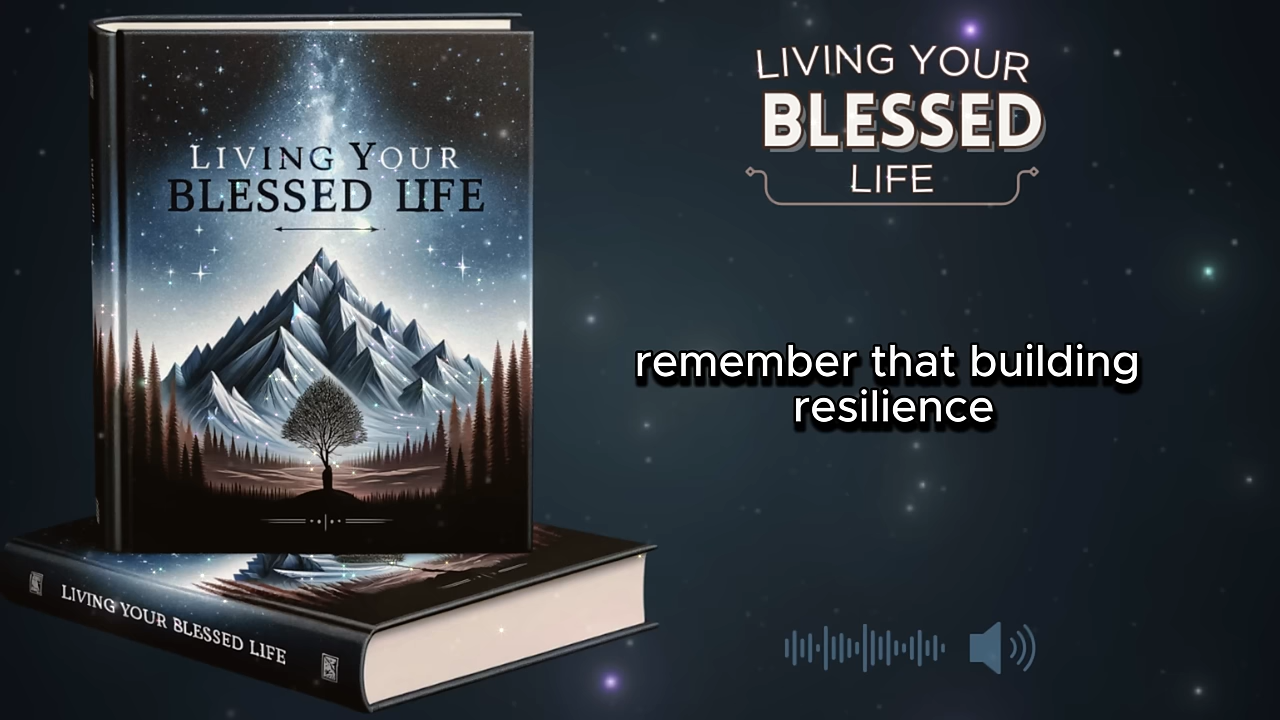 LIVING YOUR
BLESSED LIFE
LIVING YOUR BLESSED LIFE
LIVING YOUR
BLESSED
LIFE
remember that building
resilience